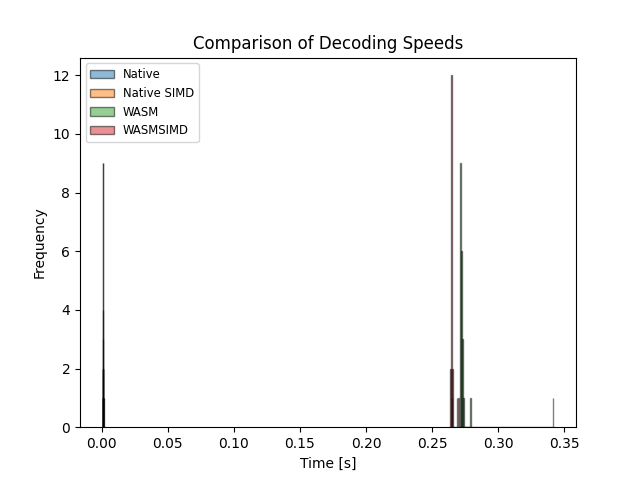 Comparison of Decoding Speeds
Native
Native SIMD
WASM
WASMSIMD
12
10
8
6
4
2
0
Frequency
0.00 0.05 0.10 0.15 0.20 0.25 0.30 0.35
Time [s]